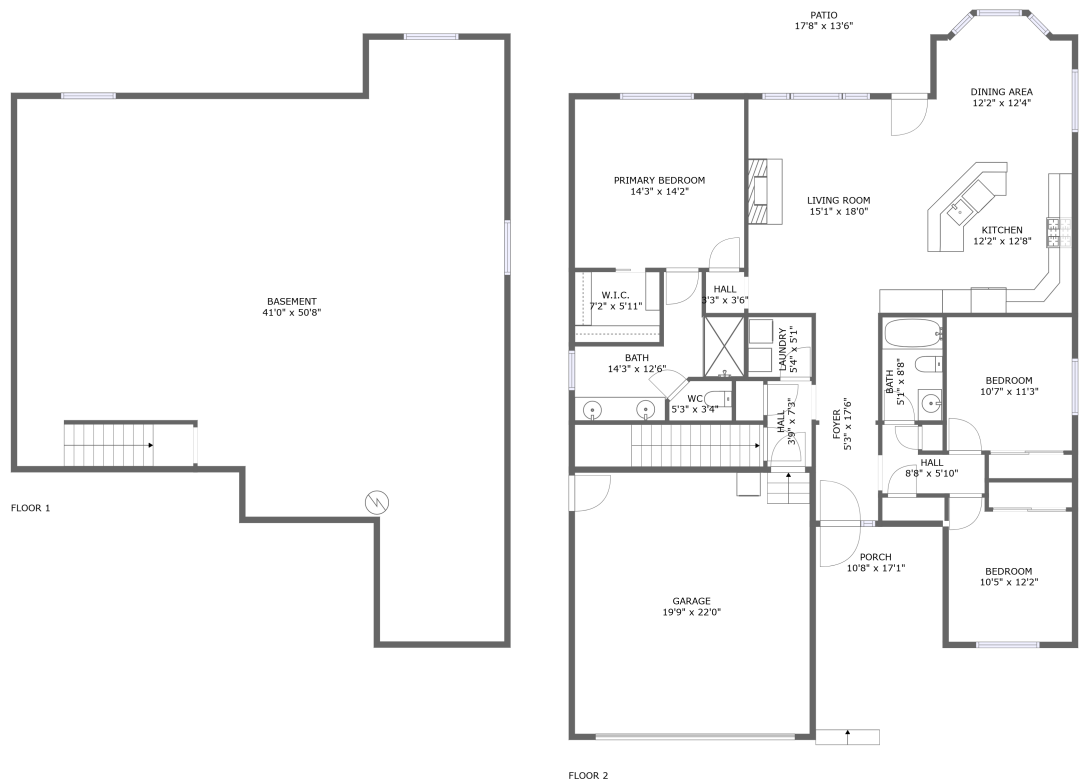 PATIO
17'8" x 13'6"
DINING AREA
12'2" x 12'4"
PRIMARY BEDROOM
14'3" x 14'2"
LIVING ROOM
15'1" x 18'0"
KITCHEN
12'2" x 12'8"
BASEMENT
41'0" x 50'8"
W.I.C.
7'2" x 5'11"
HALL
3'3" x 3'6"
LAUNDRY
5'4" x 5'1"
BATH
14'3" x 12'6"
BATH
5'1" x 8'8"
BEDROOM
10'7" x 11'3"
WC
5'3" x 3'4"
HALL
3'9" x 7'3"
FOYER
5'3" x 17'6"
HALL
8'8" x 5'10"
FLOOR 1
PORCH
10'8" x 17'1"
BEDROOM
10'5" x 12'2"
GARAGE
19'9" x 22'0"
FLOOR 2